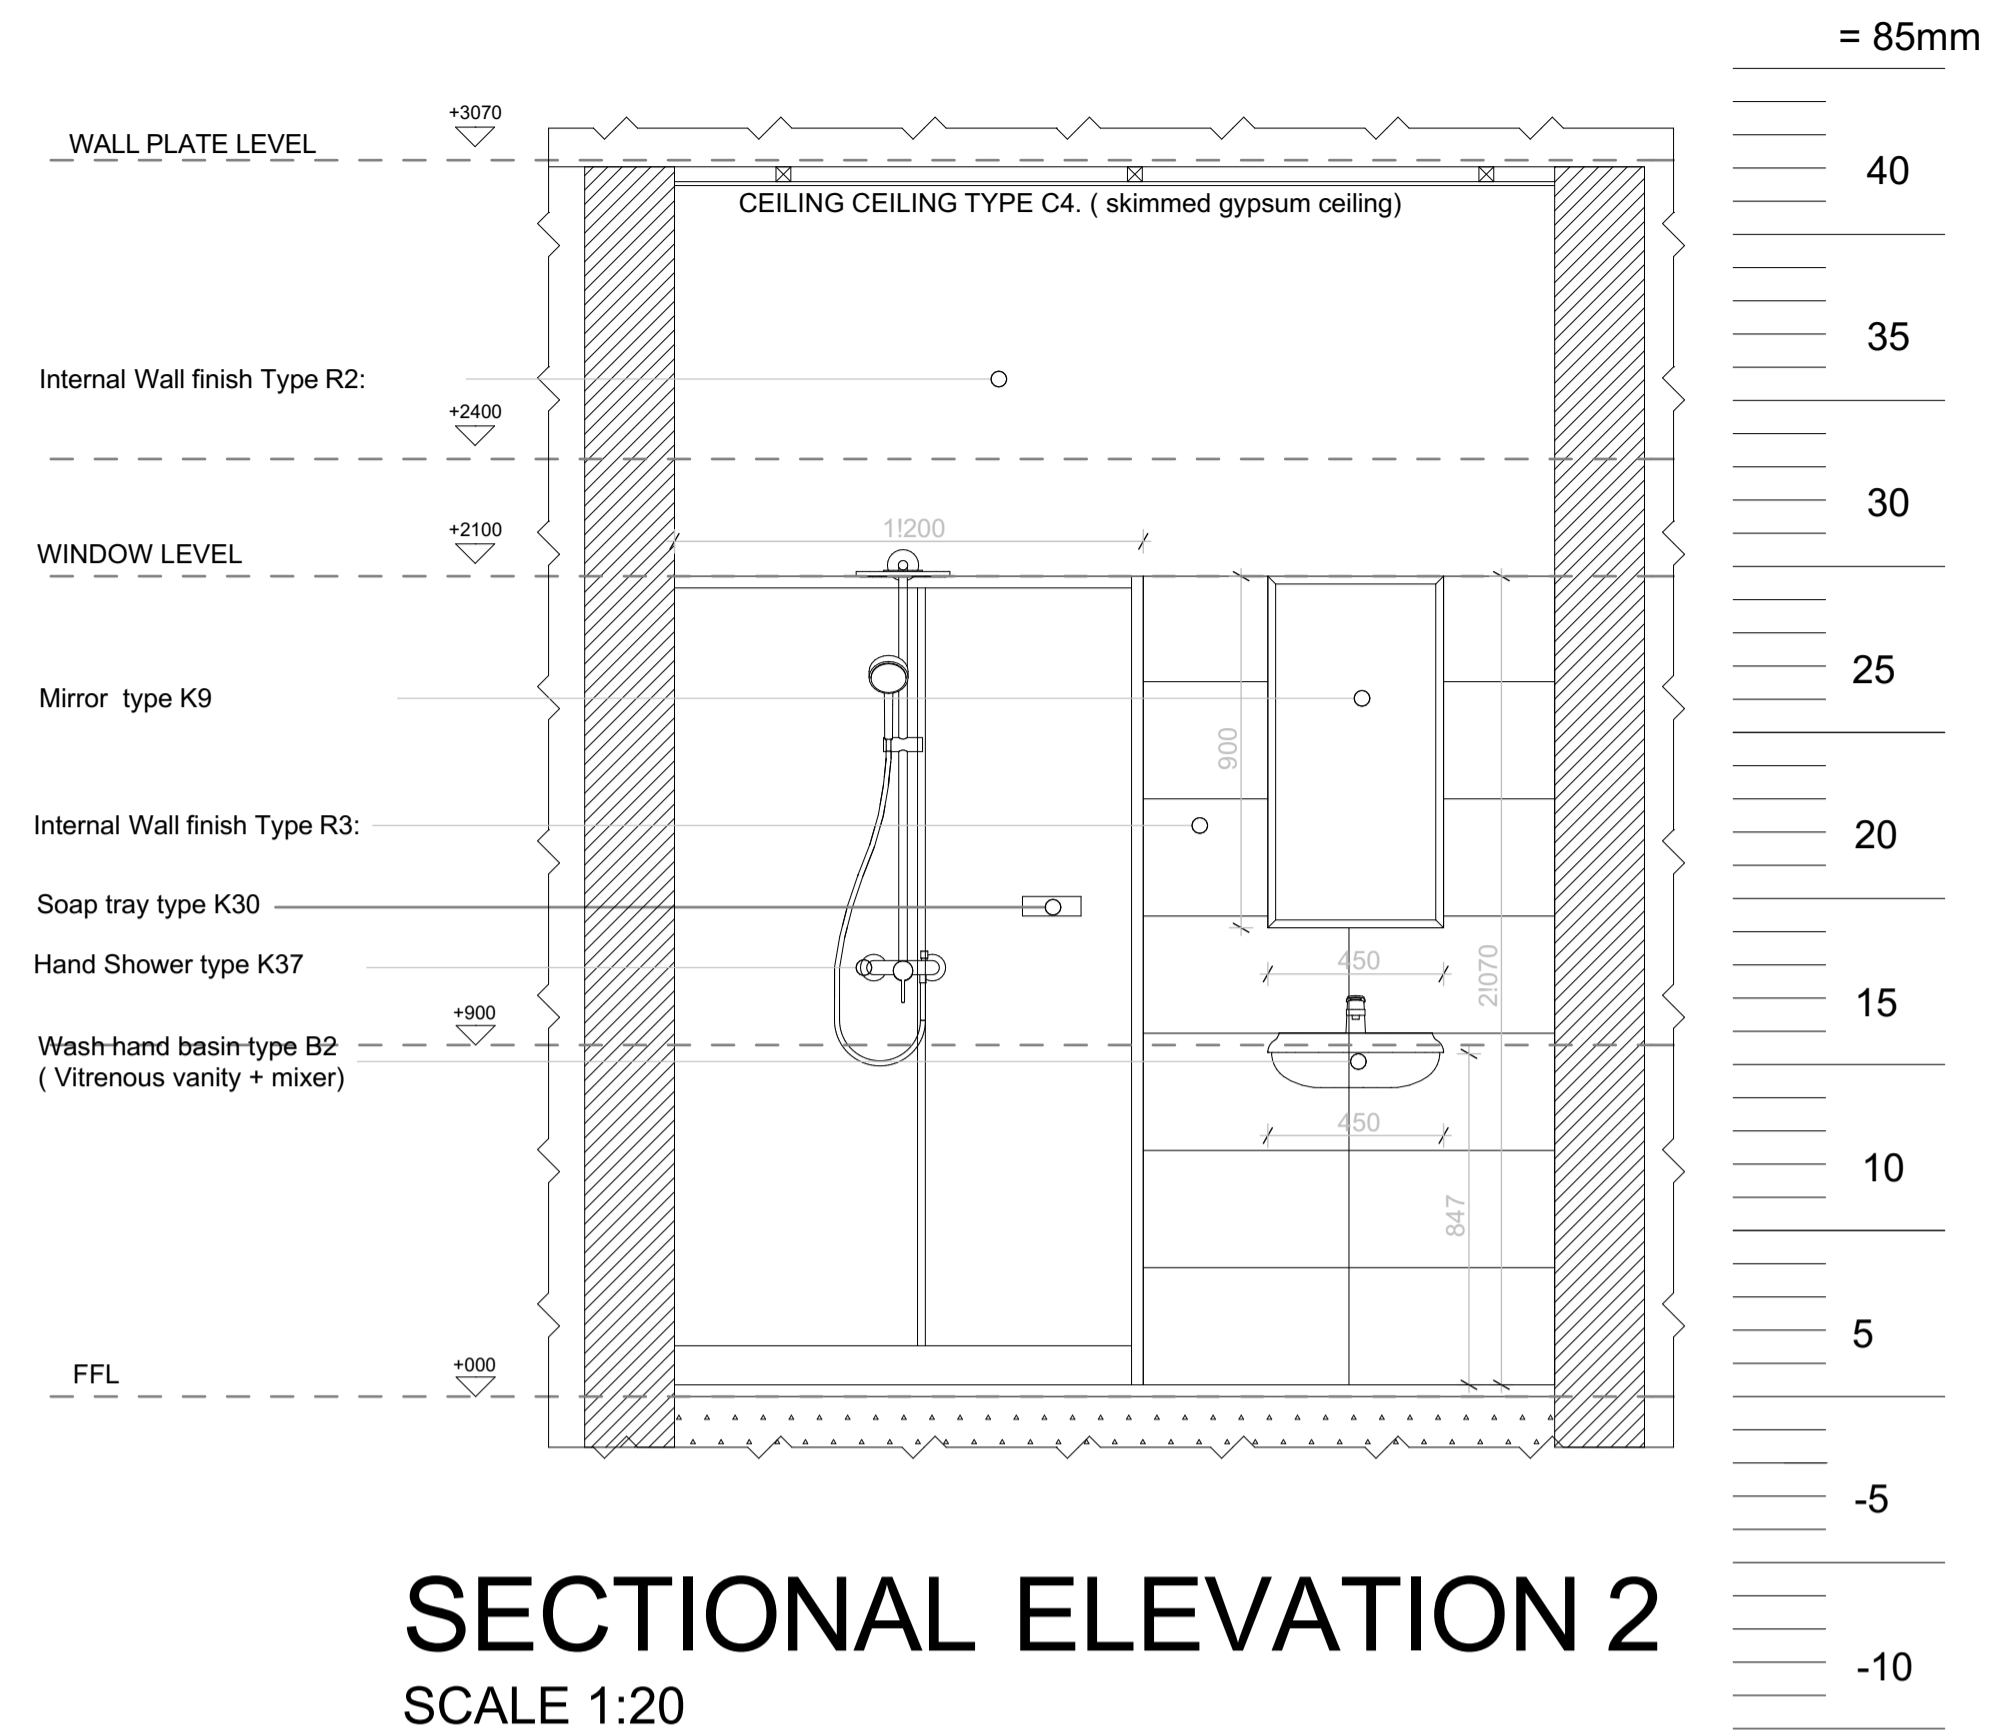 = 85mm
+3070
WALL PLATE LEVEL
40
CEILING CEILING TYPE C4. ( skimmed gypsum ceiling)
35
Internal Wall finish Type R2:
+2400
30
+2100
1!200
WINDOW LEVEL
25
Mirror type K9
900
Internal Wall finish Type R3:
20
Soap tray type K30
Hand Shower type K37
450
2!070
15
+900
Wash hand basin type B2
( Vitrenous vanity + mixer)
450
10
847
5
FFL
+000
-5
SECTIONAL ELEVATION 2
-10
SCALE 1:20